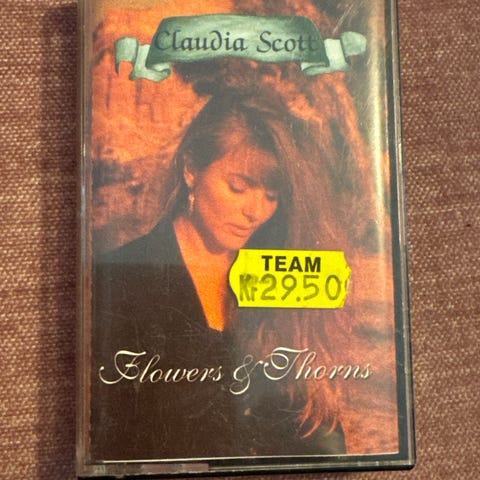 Claudia Scott
TEAM
Kr29.50
Flowers & Thorns